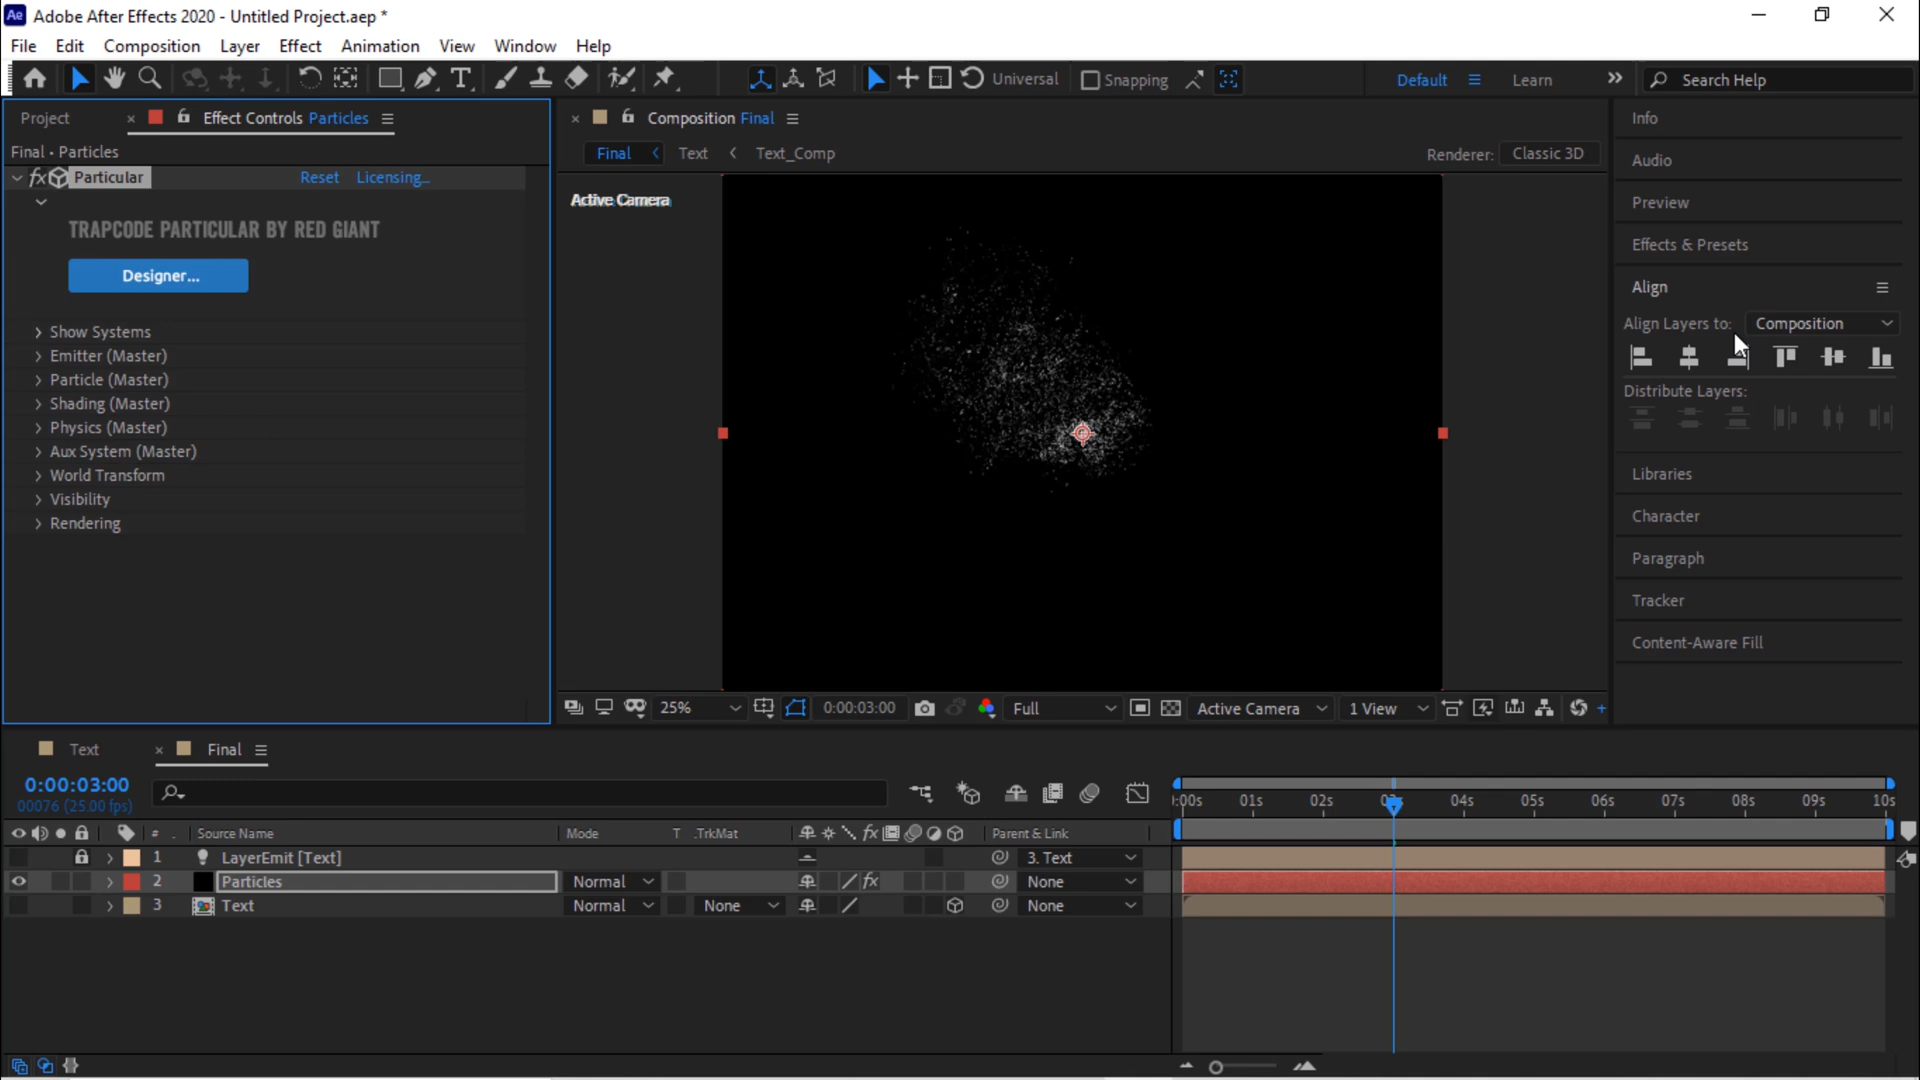 Ae Adobe After Effects 2020 - Untitled Project.aep *
File Edit Composition Layer Effect Animation View Window Help
T Universal Snapping Default Learn Search Help
Project Effect Controls Particles
Final • Particles
fx Particular Reset Licensing...
TRAPCODE PARTICULAR BY RED GIANT
Designer...
Show Systems
Emitter (Master)
Particle (Master)
Shading (Master)
Physics (Master)
Aux System (Master)
World Transform
Visibility
Rendering
Composition Final
Final Text Text_Comp Renderer: Classic 3D
Active Camera
25% 0:00:03:00 Full Active Camera 1 View
Info
Audio
Preview
Effects & Presets
Align
Align Layers to: Composition
Distribute Layers:
Libraries
Character
Paragraph
Tracker
Content-Aware Fill
Text Final
0:00:03:00
00076 (25.00 fps)
:00s 01s 02s 04s 05s 06s 07s 08s 09s 10s
# Source Name Mode T .TrkMat fx Parent & Link
1 LayerEmit [Text] 3. Text
2 Particles Normal fx None
3 Text Normal None None